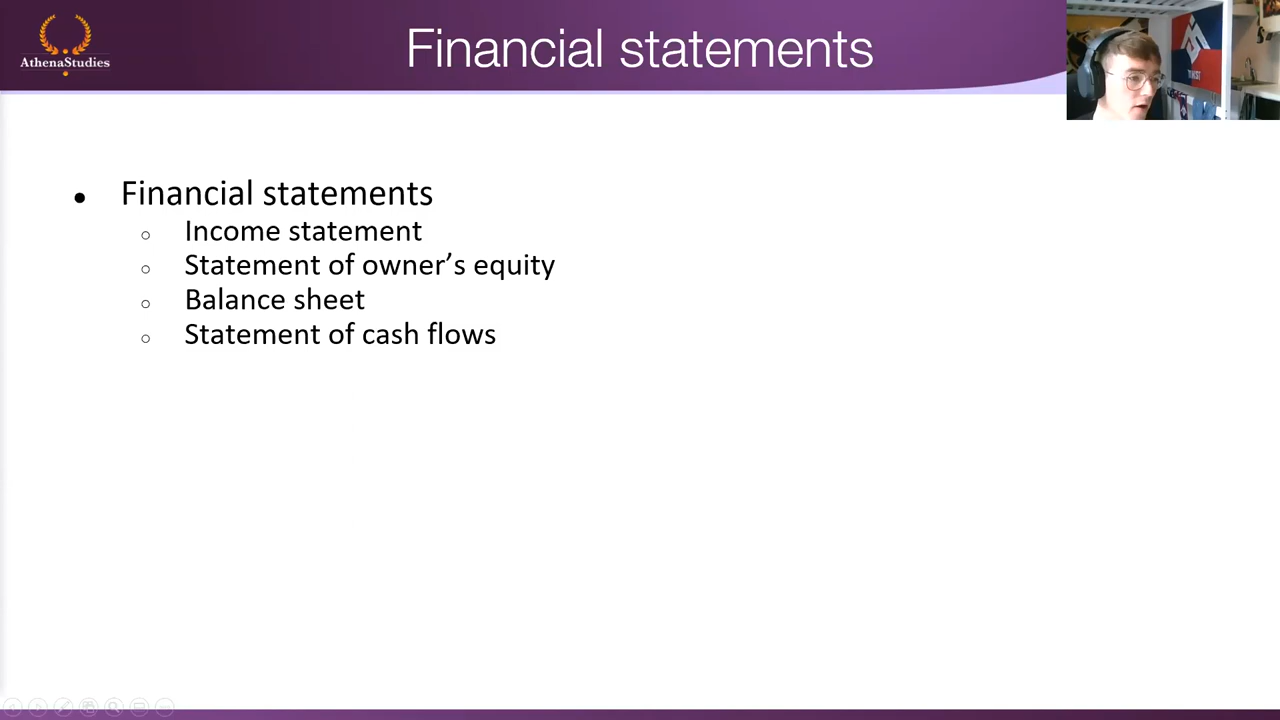 AthenaStudies
Financial statements
• Financial statements
○ Income statement
○ Statement of owner’s equity
○ Balance sheet
○ Statement of cash flows